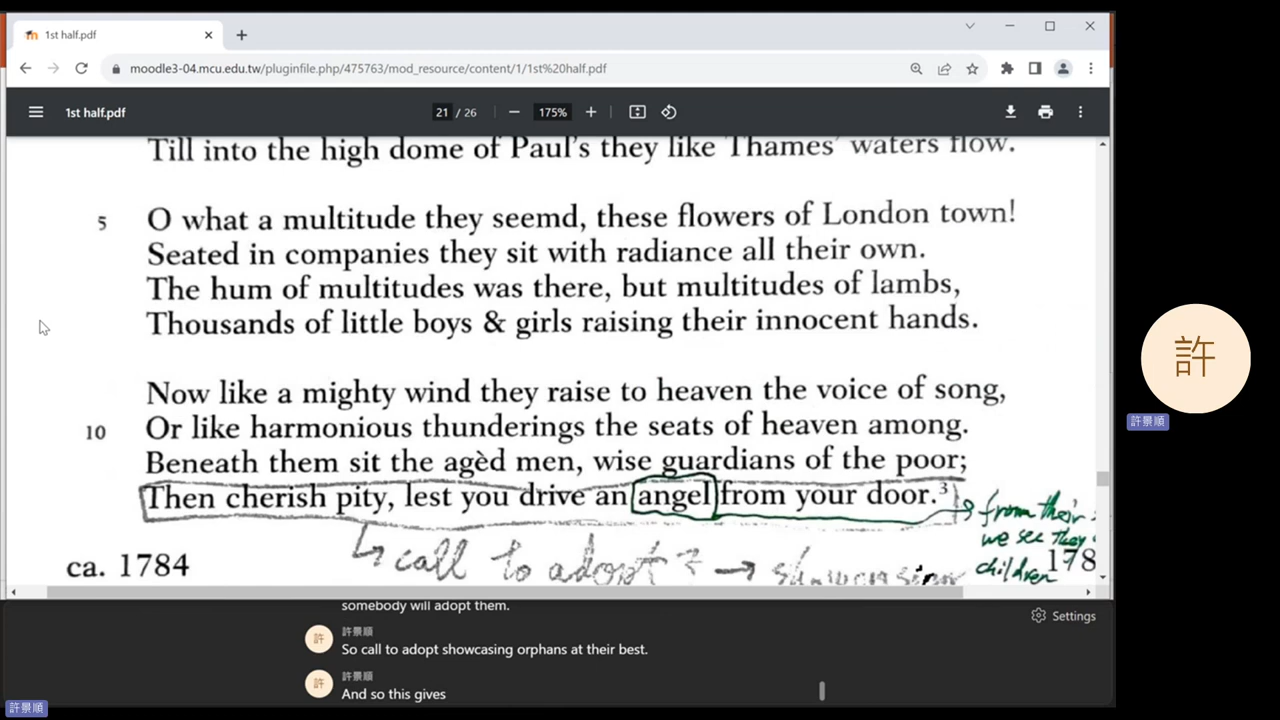 1st half.pdf
moodle3-04.mcu.edu.tw/pluginfile.php/475763/mod_resource/content/1/1st%20half.pdf
1st half.pdf
21 / 26
175%
Till into the high dome of Paul's they like Thames' waters flow.
5 O what a multitude they seemd, these flowers of London town!
Seated in companies they sit with radiance all their own.
The hum of multitudes was there, but multitudes of lambs,
Thousands of little boys & girls raising their innocent hands.
Now like a mighty wind they raise to heaven the voice of song,
10 Or like harmonious thunderings the seats of heaven among.
Beneath them sit the agèd men, wise guardians of the poor;
Then cherish pity, lest you drive an angel from your door.³
from their
we see they
children
call to adopt?
ca. 1784
178
somebody will adopt them.
Settings
許
許景順
So call to adopt showcasing orphans at their best.
許
許景順
And so this gives
許
許景順
許景順